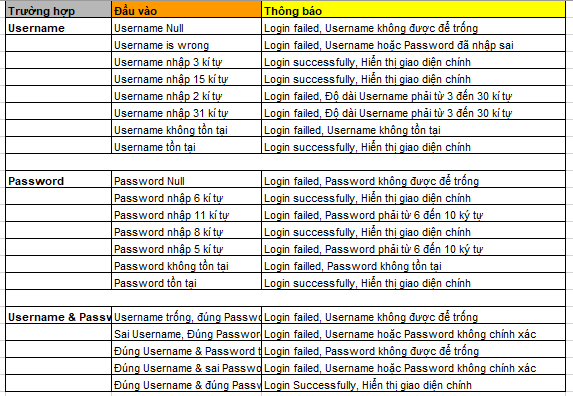 Trường hợp Đầu vào Thông báo
Username Username Null Login failed, Username không được để trống
Username is wrong Login failed, Username hoặc Password đã nhập sai
Username nhập 3 kí tự Login successfully, Hiển thị giao diện chính
Username nhập 15 kí tự Login successfully, Hiển thị giao diện chính
Username nhập 2 kí tự Login failed, Độ dài Username phải từ 3 đến 30 kí tự
Username nhập 31 kí tự Login failed, Độ dài Username phải từ 3 đến 30 kí tự
Username không tồn tại Login failled, Username không tồn tại
Username tồn tại Login successfully, Hiển thị giao diện chính
Password Password Null Login failed, Password không được để trống
Password nhập 6 kí tự Login successfully, Hiển thị giao diện chính
Password nhập 11 kí tự Login failed, Password phải từ 6 đến 10 ký tự
Password nhập 8 kí tự Login successfully, Hiển thị giao diện chính
Password nhập 5 kí tự Login failed, Password phải từ 6 đến 10 ký tự
Password không tồn tại Login failled, Password không tồn tại
Password tồn tại Login successfully, Hiển thị giao diện chính
Username & Passw Username trống, đúng Passwo Login failed, Username không được để trống
Sai Username, Đúng Password Login failed, Username hoặc Password không chính xác
Đúng Username & Password t Login failed, Password không được để trống
Đúng Username & sai Passwo Login failed, Username hoặc Password không chính xác
Đúng Username & đúng Passw Login Successfully, Hiển thị giao diện chính